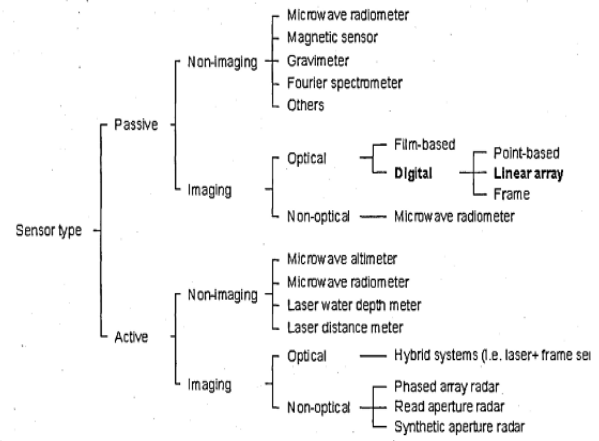 Microwave radiometer
Magnetic sensor
Non-Imaging
Gravimeter
Fourier spectrometer
Others
Passive
Film-based
Optical
Point-based
Digital
Linear array
Imaging
Frame
Non-optical
Microwave radiometer
Sensor type
Microwave altimeter
Non-imaging
Microwave radiometer
Laser water depth meter
Laser distance meter
Active
Optical
Hybrid systems (i.e. laser+ frame
Imaging
Phased array radar
Non-optical
Read aperture radar
Synthetic aperture radar